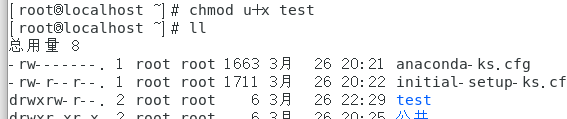 [root@localhost ~]# chmod u+x test
[root@localhost ~]# ll
总用量 8
-rw-------. 1 root root 1663 3月  26 20:21 anaconda-ks.cfg
-rw-r--r--. 1 root root 1711 3月  26 20:22 initial-setup-ks.cf
drwxrw-r--. 2 root root    6 3月  26 22:29 test
drwxr-xr-x. 2 root root    6 3月  26 20:25 公共